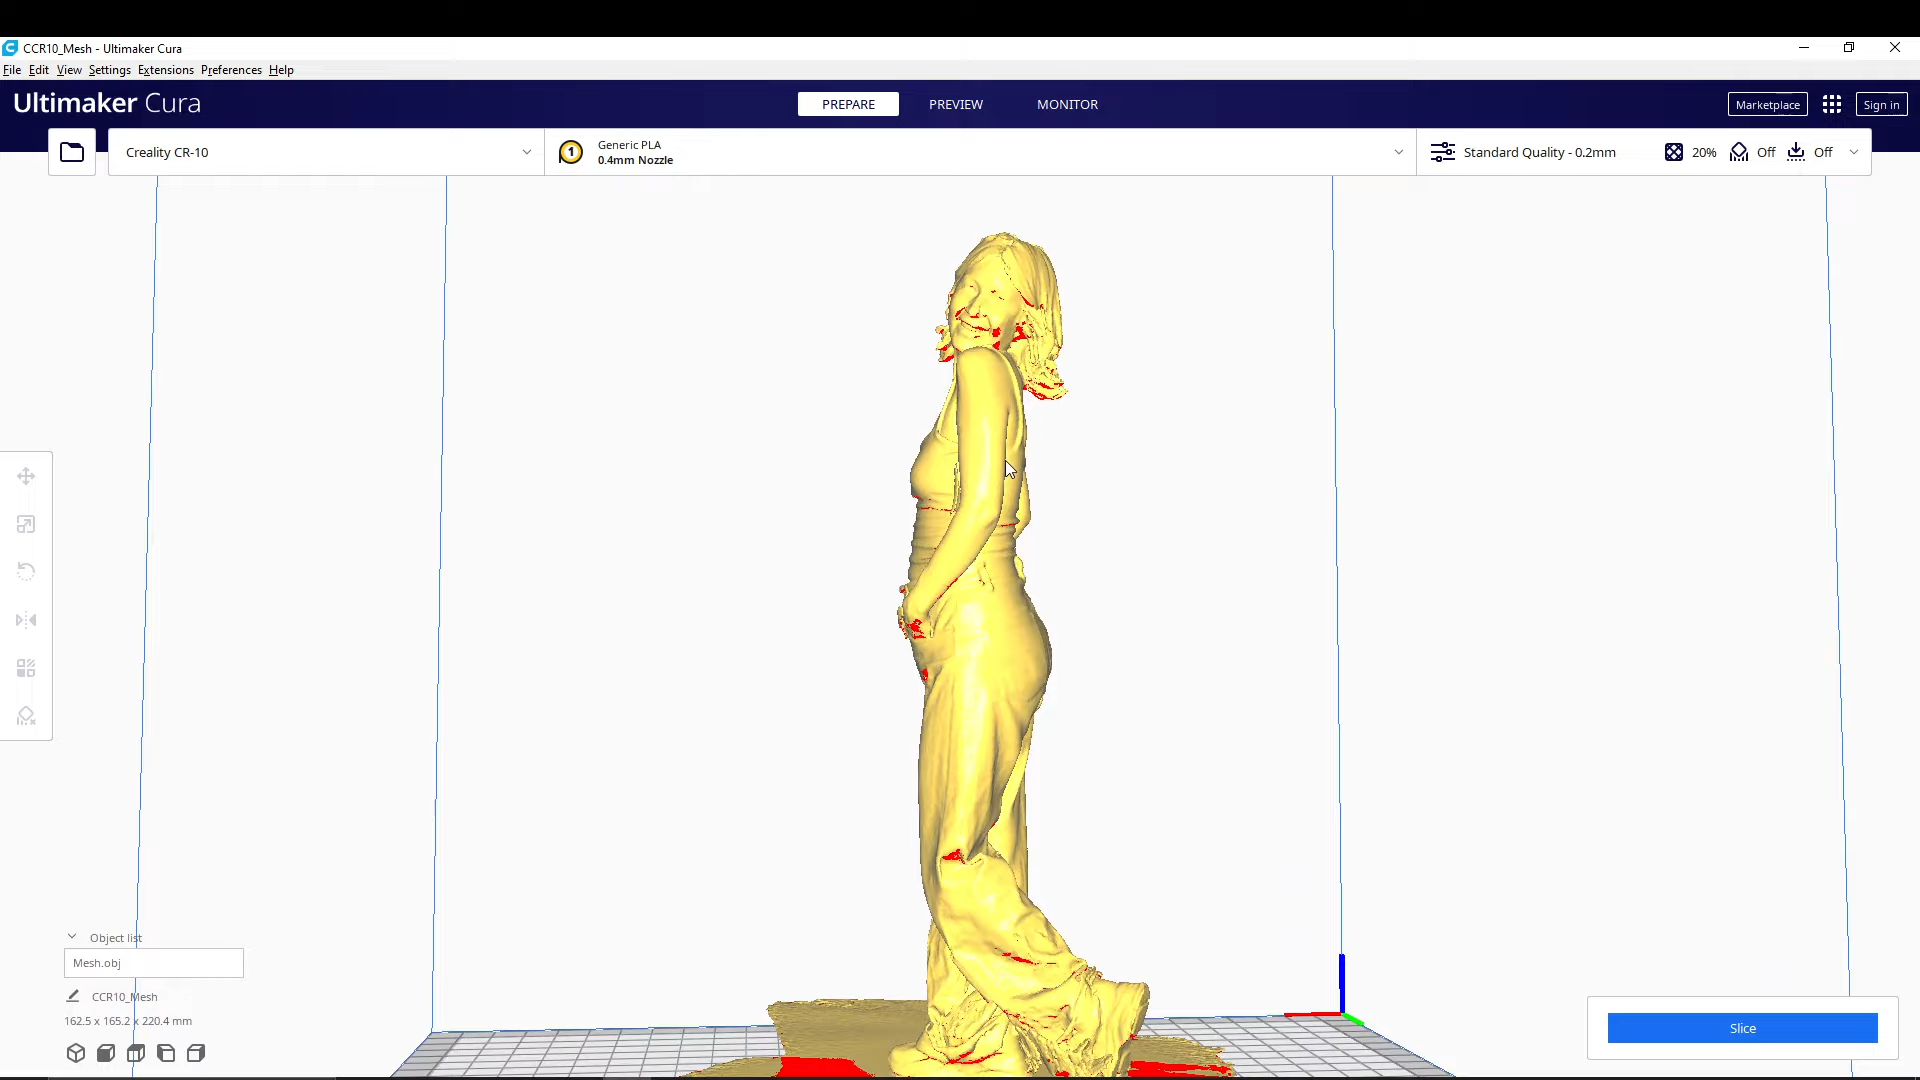 CCR10_Mesh - Ultimaker Cura
File Edit View Settings Extensions Preferences Help
Ultimaker Cura
PREPARE
PREVIEW
MONITOR
Marketplace
Sign in
Creality CR-10
1
Generic PLA
0.4mm Nozzle
Standard Quality - 0.2mm
20%
Off
Off
Object list
Mesh.obj
CCR10_Mesh
162.5 x 165.2 x 220.4 mm
Slice